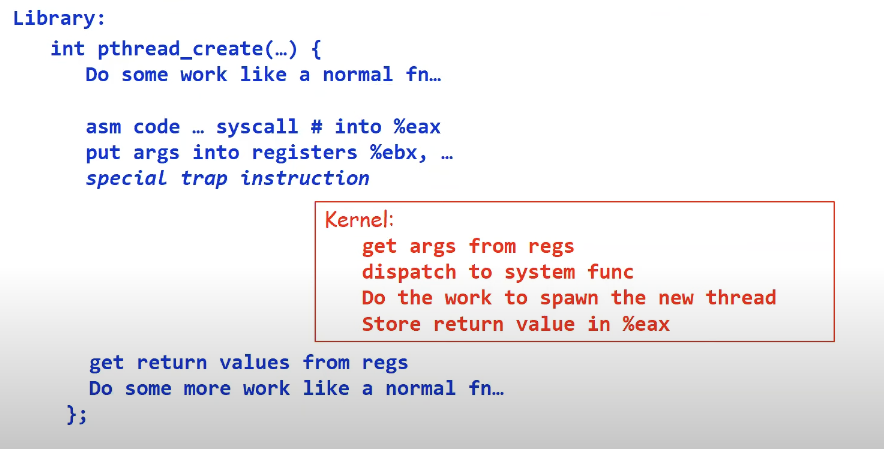 Library:
int pthread_create(…) {
Do some work like a normal fn…
asm code … syscall # into %eax
put args into registers %ebx, …
special trap instruction
Kernel:
get args from regs
dispatch to system func
Do the work to spawn the new thread
Store return value in %eax
get return values from regs
Do some more work like a normal fn…
};